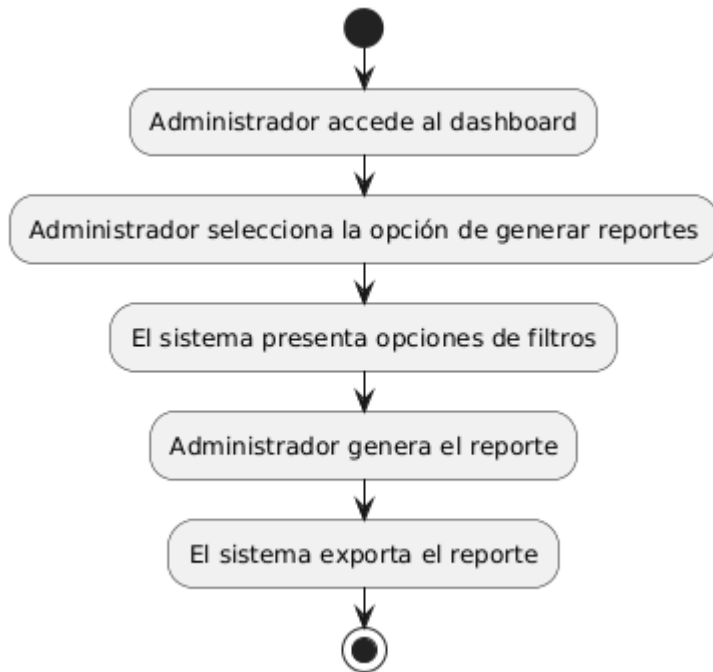 Administrador accede al dashboard
Administrador selecciona la opción de generar reportes
El sistema presenta opciones de filtros
Administrador genera el reporte
El sistema exporta el reporte